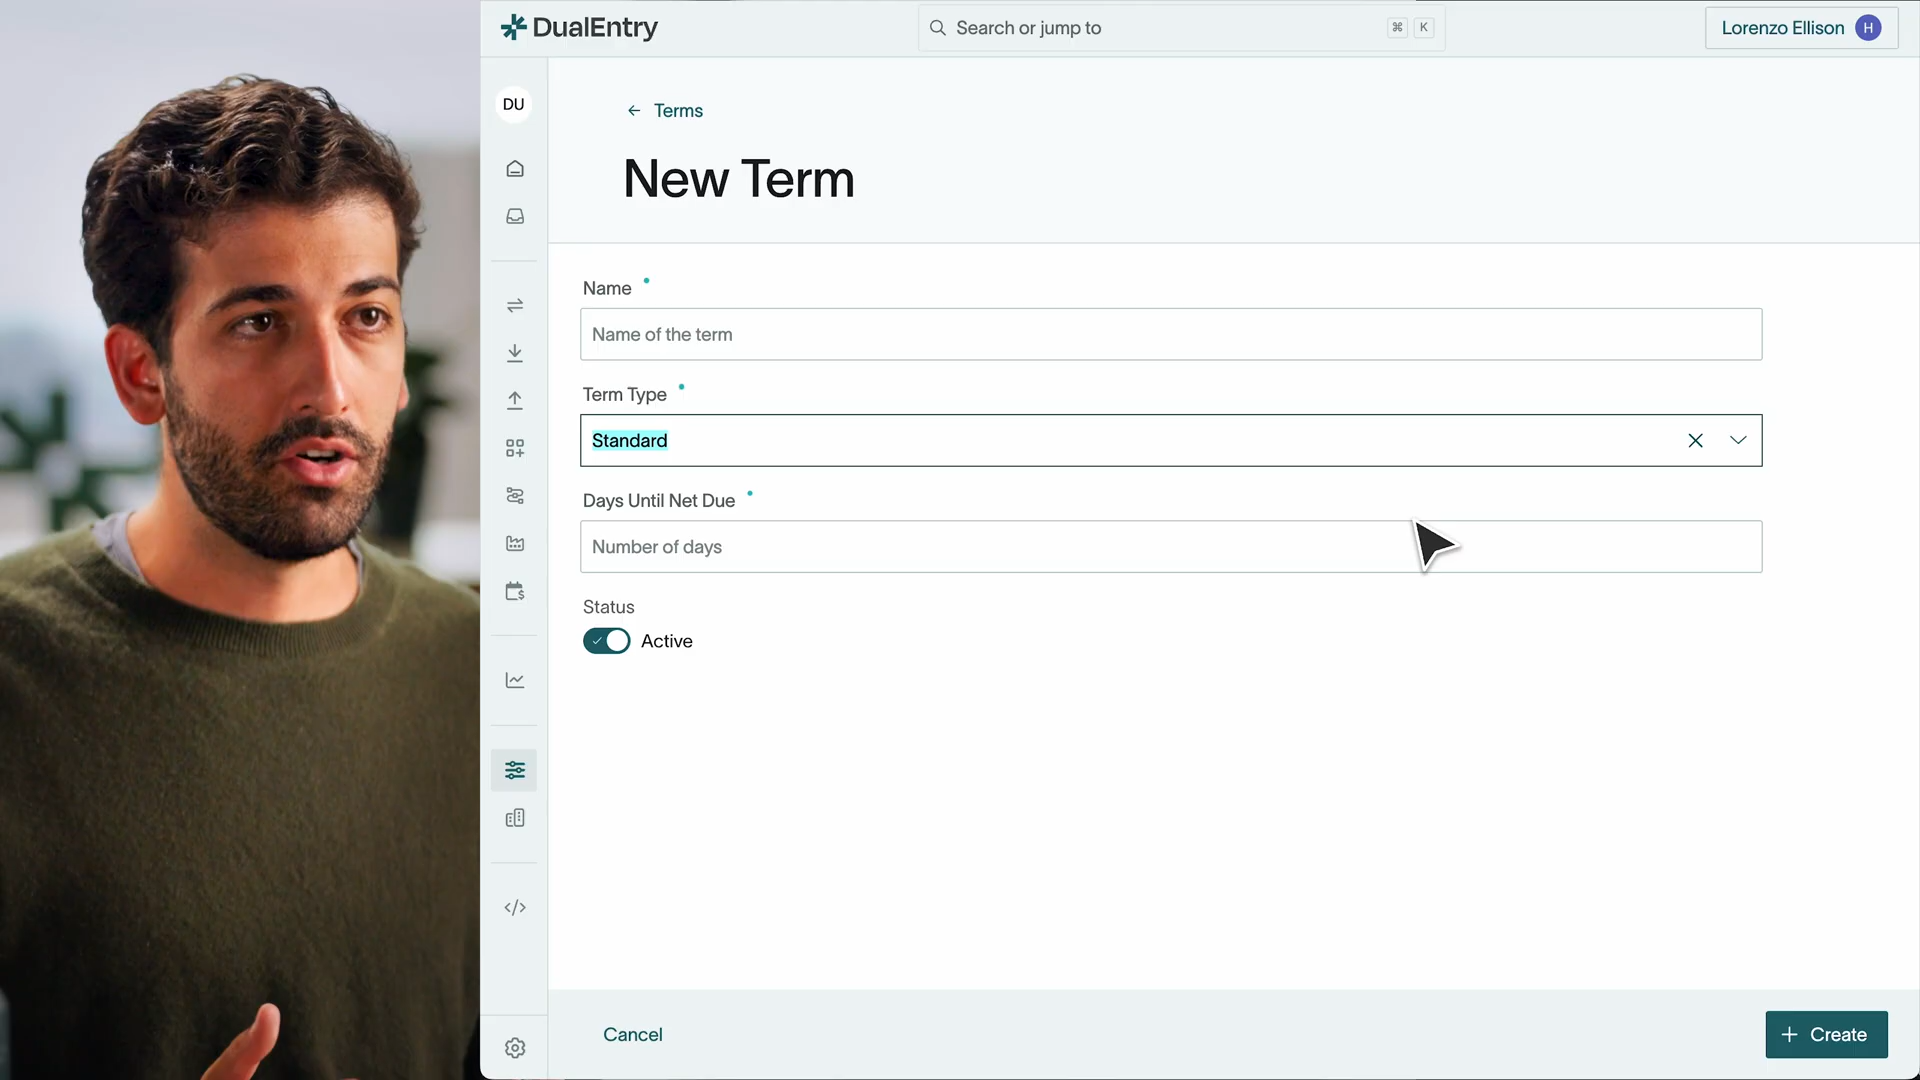 DualEntry
Search or jump to
⌘ K
Lorenzo Ellison H
DU
← Terms
New Term
Name
Name of the term
Term Type
Standard
Days Until Net Due
Number of days
Status
Active
Cancel
+ Create